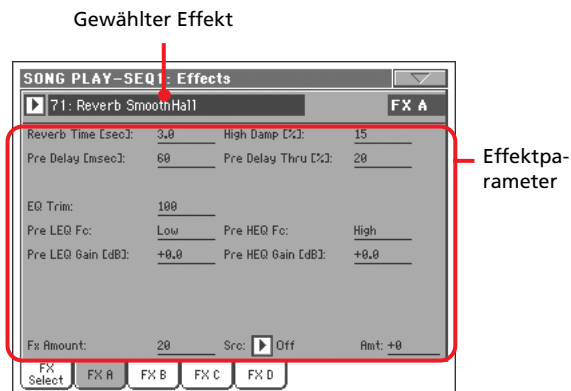 Gewählter Effekt
SONG PLAY-SEQ1: Effects
71: Reverb SmoothHall FX A
Reverb Time [sec]: 3.0 High Damp [%]: 15
Pre Delay [msec]: 60 Pre Delay Thru [%]: 20
EQ Trim: 100
Pre LEQ Fc: Low Pre HEQ Fc: High
Pre LEQ Gain [dB]: +0.0 Pre HEQ Gain [dB]: +0.0
Fx Amount: 20 Src: Off Amt: +0
FX Select FX A FX B FX C FX D
Effektpa-
rameter